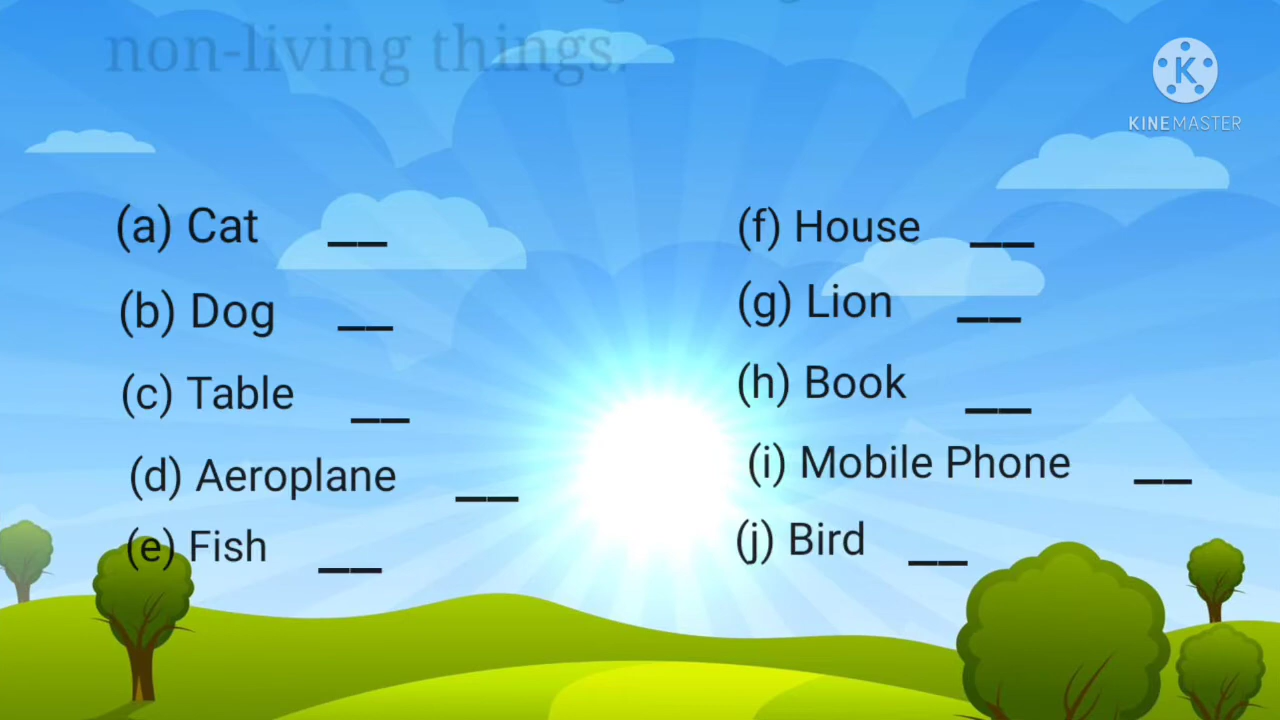 non-living things.
KINEMASTER
(a) Cat __
(b) Dog __
(c) Table __
(d) Aeroplane __
(e) Fish __
(f) House __
(g) Lion __
(h) Book __
(i) Mobile Phone __
(j) Bird __